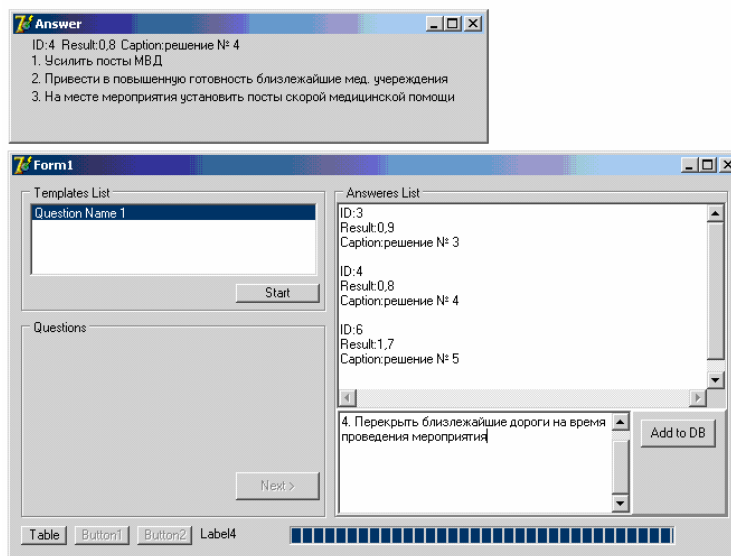 Answer
ID:4 Result:0,8 Caption:решение № 4
1. Усилить посты МВД
2. Привести в повышенную готовность близлежайшие мед. учереждения
3. На месте мероприятия установить посты скорой медицинской помощи
Form1
Templates List
Question Name 1
Start
Questions
Next >
Answeres List
ID:3
Result:0,9
Caption:решение № 3
ID:4
Result:0,8
Caption:решение № 4
ID:6
Result:1,7
Caption:решение № 5
4. Перекрыть близлежайшие дороги на время
проведения мероприятия
Add to DB
Table
Button1
Button2
Label4